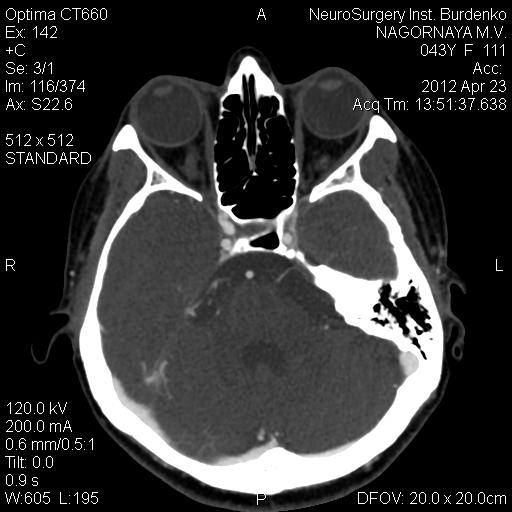 Optima CT660
Ex: 142
+C
Se: 3/1
Im: 116/374
Ax: S22.6
512 x 512
STANDARD
A
NeuroSurgery Inst. Burdenko
NAGORNAYA M.V.
043Y F 111
Acc:
2012 Apr 23
Acq Tm: 13:51:37.638
R
L
120.0 kV
200.0 mA
0.6 mm/0.5:1
Tilt: 0.0
0.9 s
W:605 L:195
P
DFOV: 20.0 x 20.0cm